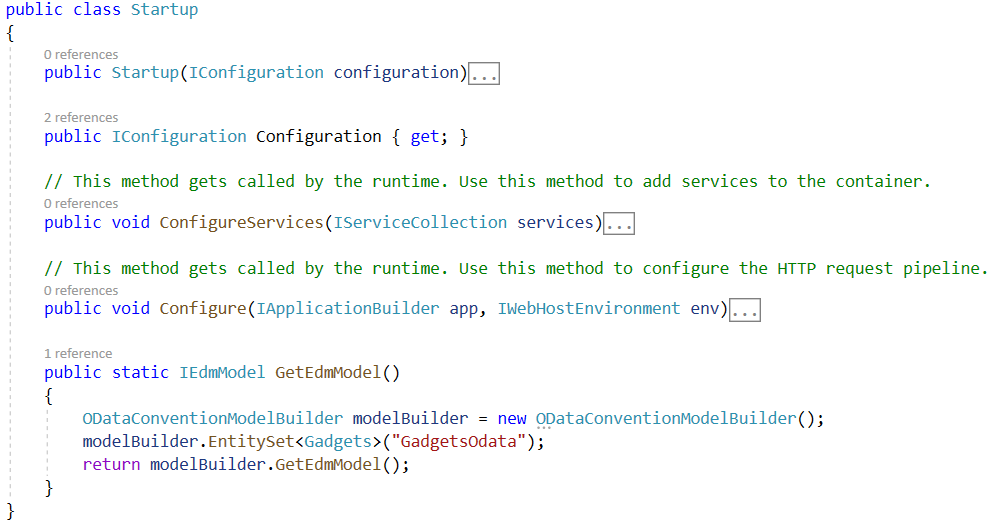 public class Startup
{
0 references
public Startup(IConfiguration configuration)...
2 references
public IConfiguration Configuration { get; }
// This method gets called by the runtime. Use this method to add services to the container.
0 references
public void ConfigureServices(IServiceCollection services)...
// This method gets called by the runtime. Use this method to configure the HTTP request pipeline.
0 references
public void Configure(IApplicationBuilder app, IWebHostEnvironment env)...
1 reference
public static IEdmModel GetEdmModel()
{
ODataConventionModelBuilder modelBuilder = new ODataConventionModelBuilder();
modelBuilder.EntitySet<Gadgets>("GadgetsOdata");
return modelBuilder.GetEdmModel();
}
}